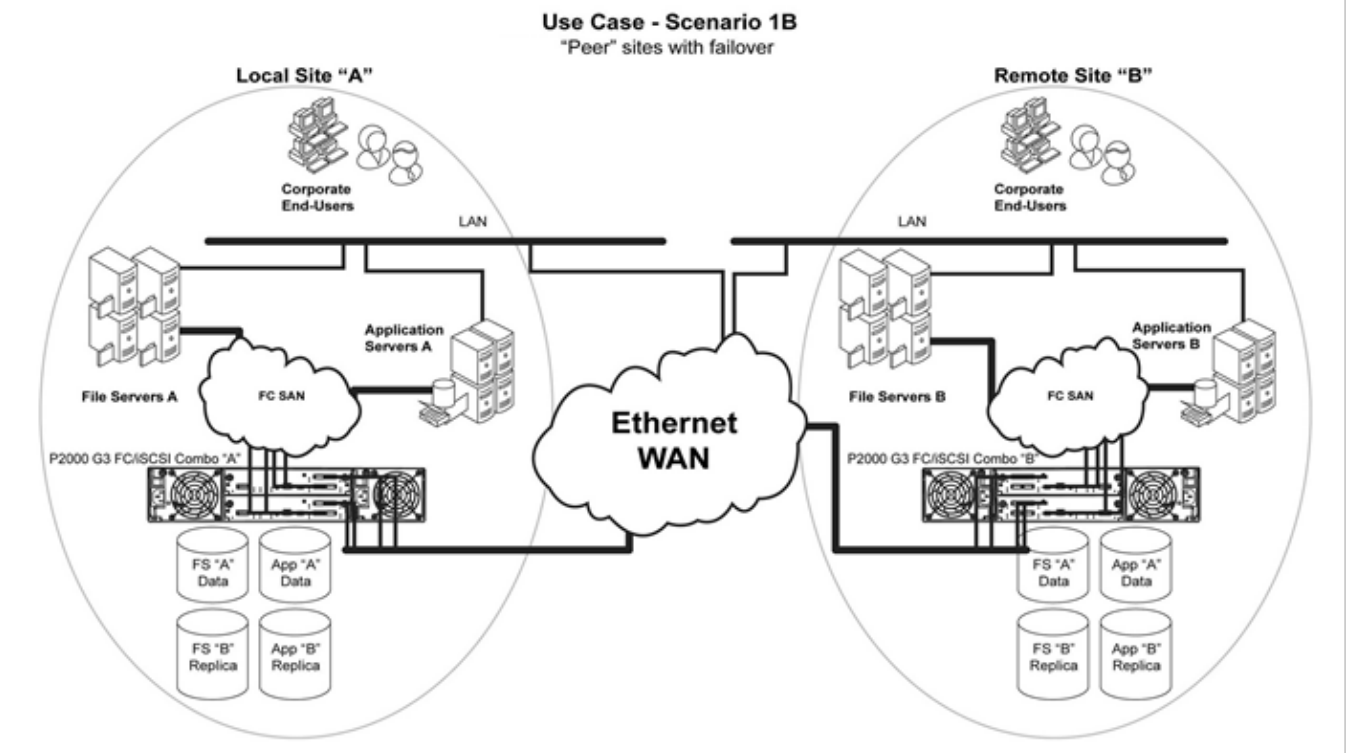 Use Case - Scenario 1B
“Peer” sites with failover
Local Site “A”
Remote Site “B”
Corporate
End-Users
Corporate
End-Users
LAN
LAN
Application
Servers A
Application
Servers B
File Servers A
FC SAN
Ethernet
WAN
File Servers B
FC SAN
P2000 G3 FC/iSCSI Combo “A”
P2000 G3 FC/iSCSI Combo “B”
FS “A”
Data
App “A”
Data
FS “A”
Data
App “A”
Data
FS “B”
Replica
App “B”
Replica
FS “B”
Replica
App “B”
Replica